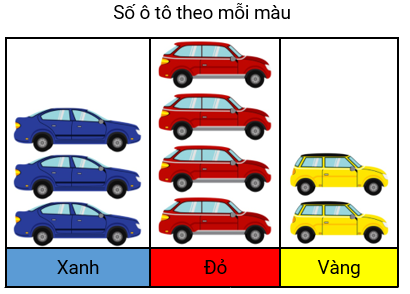 Số ô tô theo mỗi màu
Xanh
Đỏ
Vàng